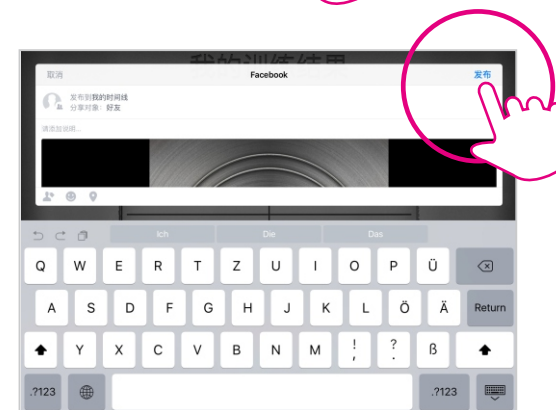 我的训练结果
取消 Facebook 发布
发布到我的时间线
分享对象：好友
请添加说明...
Ich Die Das
Q W E R T Z U I O P Ü
A S D F G H J K L Ö Ä Return
Y X C V B N M ! , ? . ß
.?123 .?123